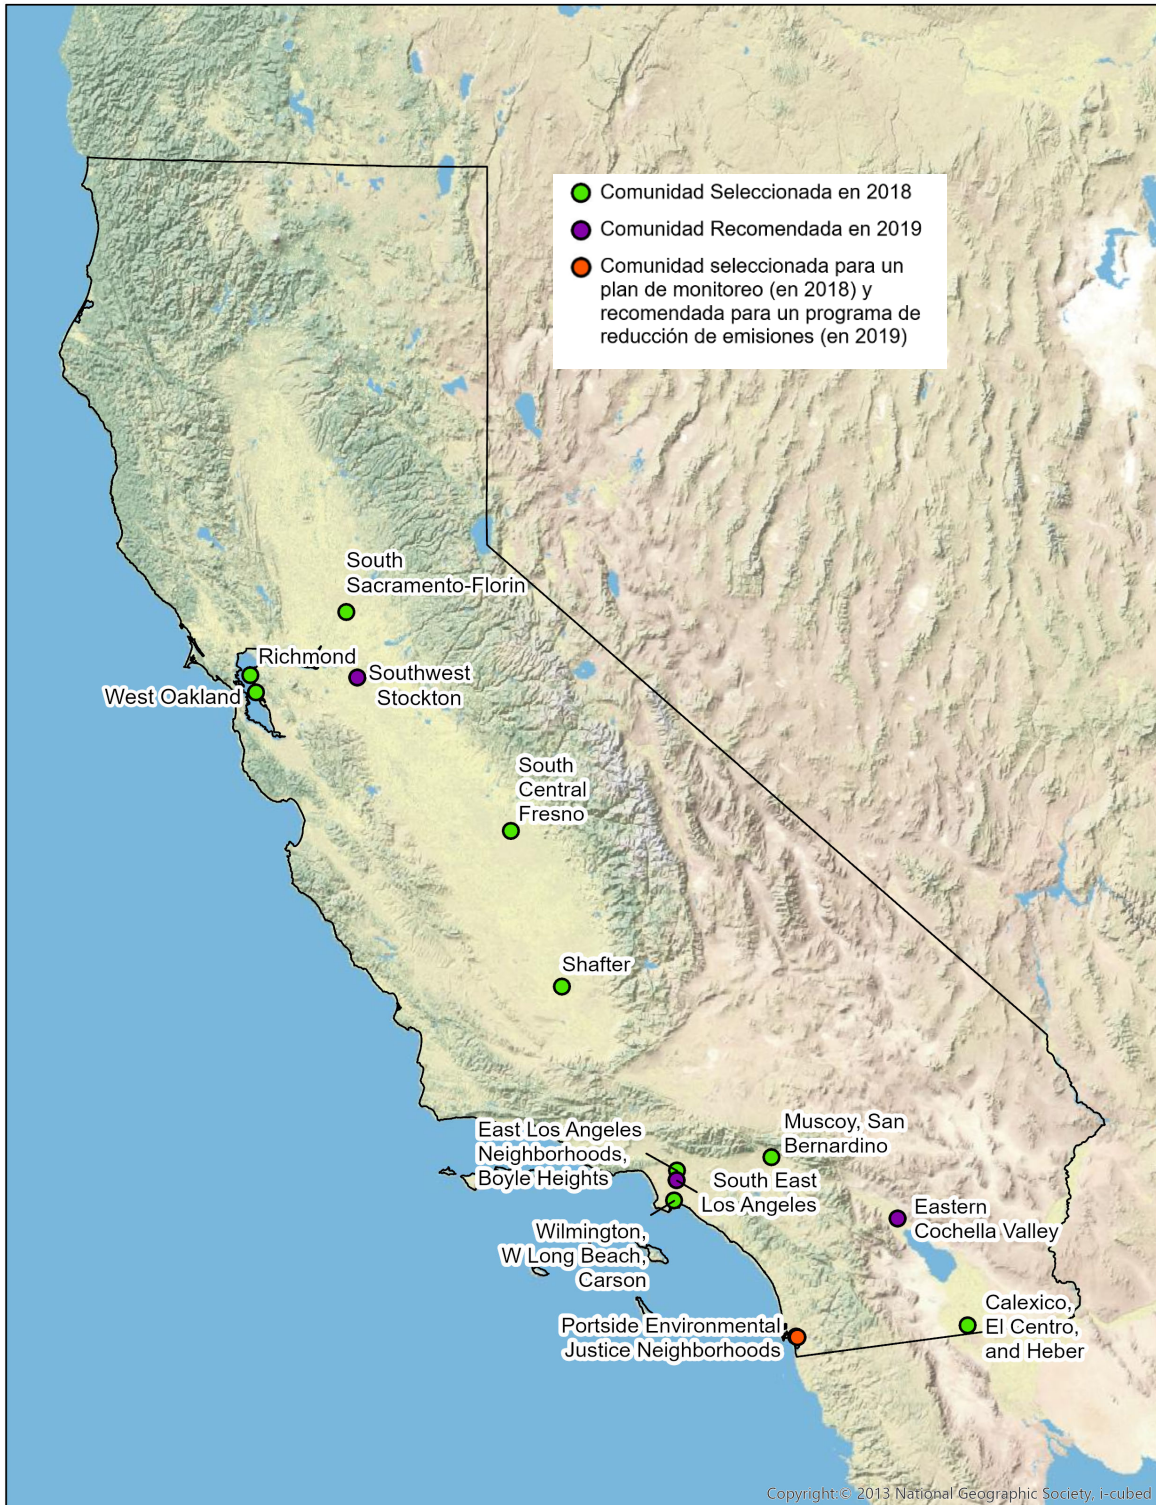 Comunidad Seleccionada en 2018
Comunidad Recomendada en 2019
Comunidad seleccionada para un
plan de monitoreo (en 2018) y
recomendada para un programa de
reducción de emisiones (en 2019)
South
Sacramento-Florin
Richmond
Southwest
Stockton
West Oakland
South
Central
Fresno
Shafter
East Los Angeles
Neighborhoods,
Boyle Heights
Muscoy, San
Bernardino
South East
Los Angeles
Eastern
Cochella Valley
Wilmington,
W Long Beach,
Carson
Portside Environmental
Justice Neighborhoods
Calexico,
El Centro,
and Heber
Copyright:© 2013 National Geographic Society, i-cubed